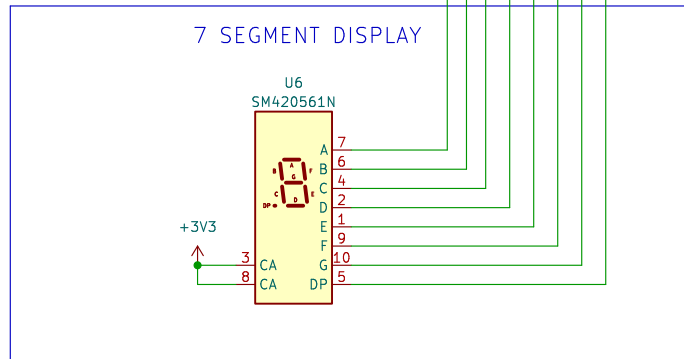 7 SEGMENT DISPLAY
U6
SM420561N
A 7
B 6
C 4
D 2
E 1
F 9
G 10
DP 5
A
B F
G
C E
D
DP
+3V3
3 CA
8 CA